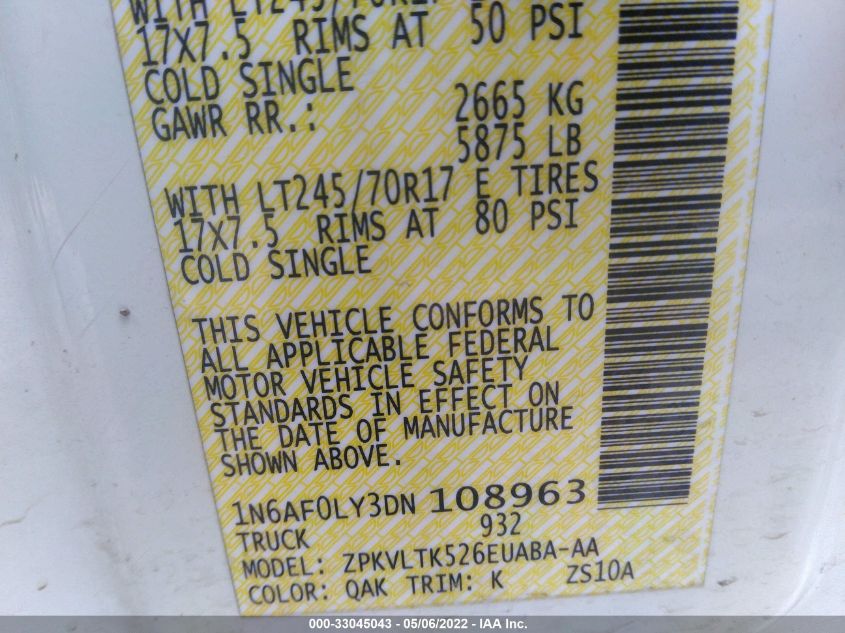 WITH LT245/70R17 E
17X7.5 RIMS AT 50 PSI
COLD SINGLE
GAWR RR.: 2665 KG
5875 LB
WITH LT245/70R17 E TIRES
17X7.5 RIMS AT 80 PSI
COLD SINGLE
THIS VEHICLE CONFORMS TO
ALL APPLICABLE FEDERAL
MOTOR VEHICLE SAFETY
STANDARDS IN EFFECT ON
THE DATE OF MANUFACTURE
SHOWN ABOVE.
1N6AF0LY3DN 108963
TRUCK 932
MODEL: ZPKVLTK526EUABA-AA
COLOR: QAK TRIM: K ZS10A
000-33045043 - 05/06/2022 - IAA Inc.